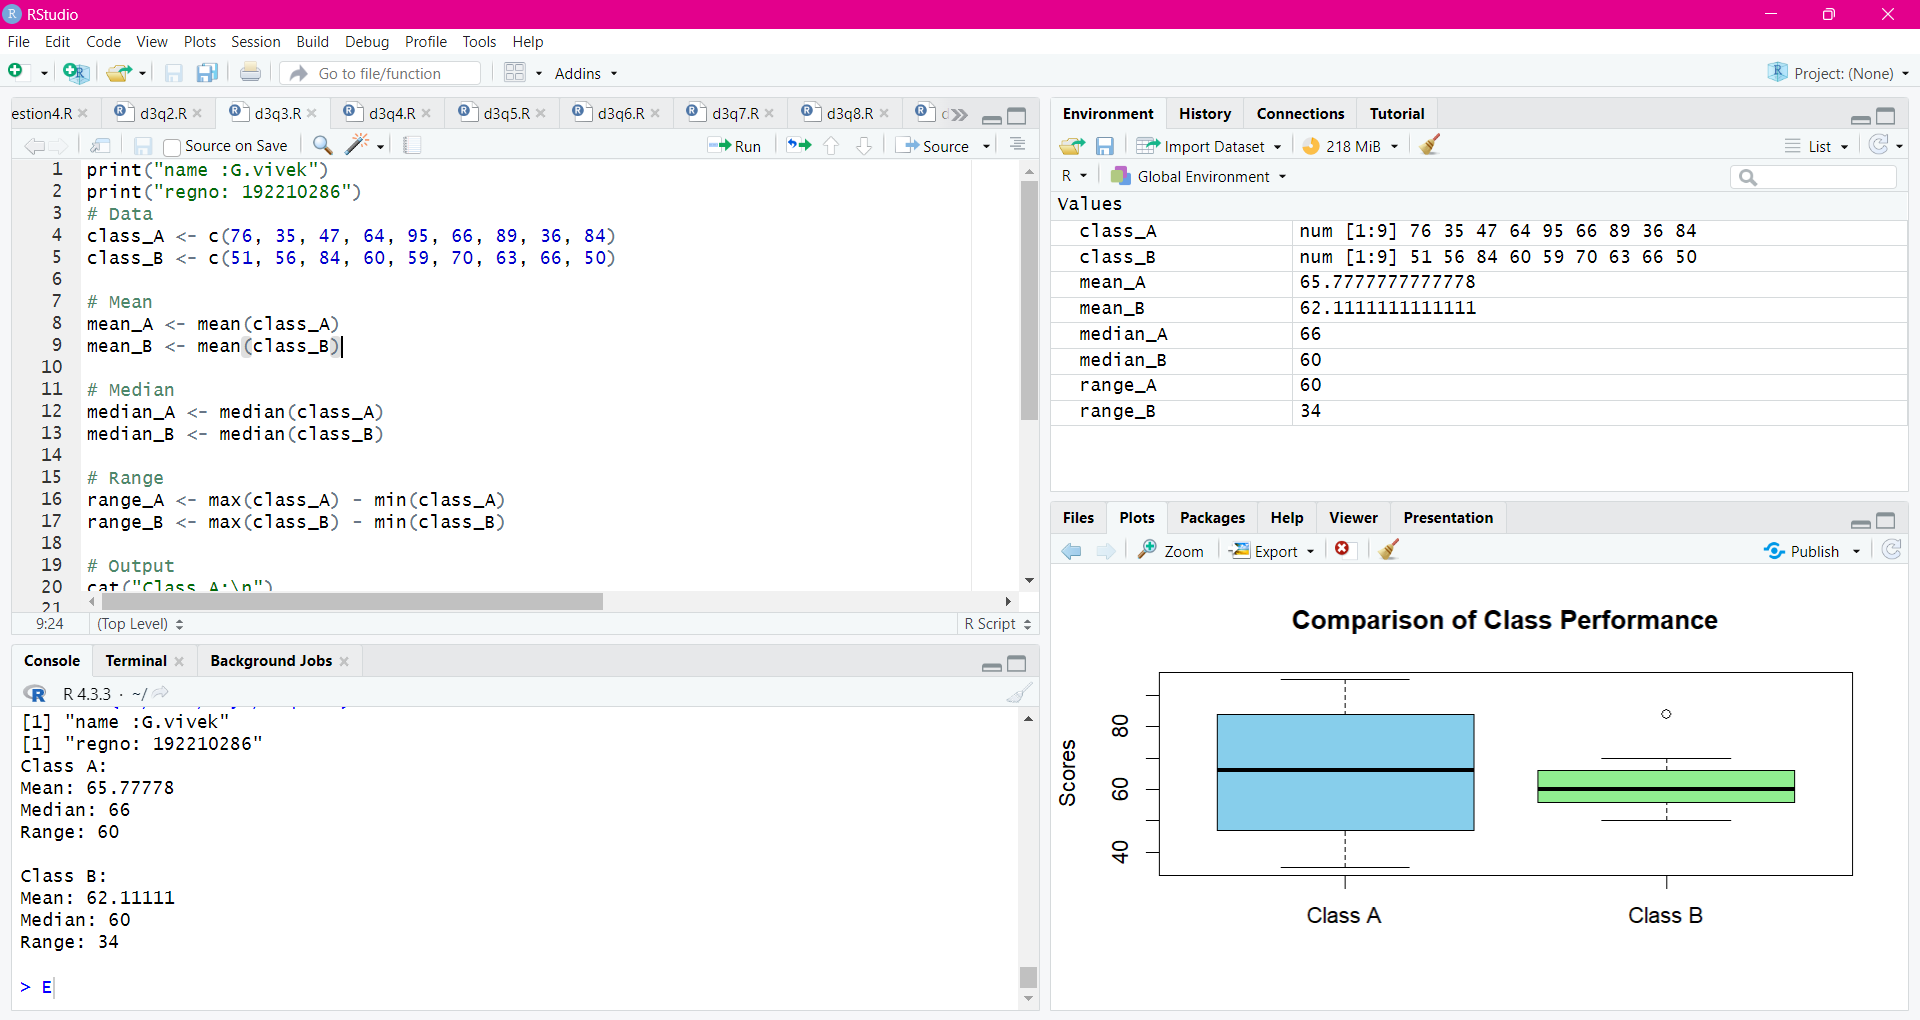 RStudio
File Edit Code View Plots Session Build Debug Profile Tools Help
Go to file/function Addins Project: (None)
estion4.R d3q2.R d3q3.R d3q4.R d3q5.R d3q6.R d3q7.R d3q8.R
Source on Save Run Source
1 print("name :G.vivek")
2 print("regno: 192210286")
3 # Data
4 class_A <- c(76, 35, 47, 64, 95, 66, 89, 36, 84)
5 class_B <- c(51, 56, 84, 60, 59, 70, 63, 66, 50)
6
7 # Mean
8 mean_A <- mean(class_A)
9 mean_B <- mean(class_B)
10
11 # Median
12 median_A <- median(class_A)
13 median_B <- median(class_B)
14
15 # Range
16 range_A <- max(class_A) - min(class_A)
17 range_B <- max(class_B) - min(class_B)
18
19 # Output
20 cat("Class A:\n")
21
9:24 (Top Level) R Script
Console Terminal Background Jobs
R 4.3.3 · ~/
[1] "name :G.vivek"
[1] "regno: 192210286"
Class A:
Mean: 65.77778
Median: 66
Range: 60
Class B:
Mean: 62.11111
Median: 60
Range: 34
> E
Environment History Connections Tutorial
Import Dataset 218 MiB List
R Global Environment
Values
class_A num [1:9] 76 35 47 64 95 66 89 36 84
class_B num [1:9] 51 56 84 60 59 70 63 66 50
mean_A 65.7777777777778
mean_B 62.1111111111111
median_A 66
median_B 60
range_A 60
range_B 34
Files Plots Packages Help Viewer Presentation
Zoom Export Publish
Comparison of Class Performance
Scores
80
60
40
Class A Class B